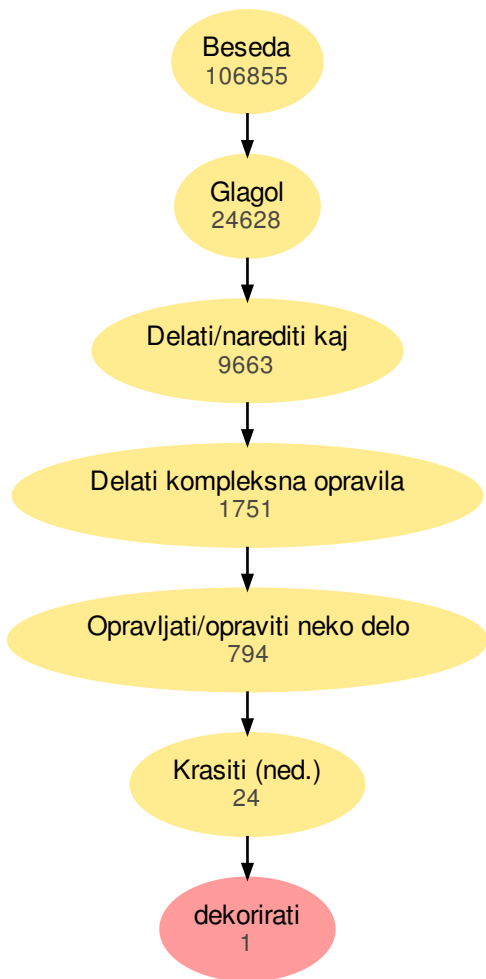 Beseda
106855
Glagol
24628
Delati/narediti kaj
9663
Delati kompleksna opravila
1751
Opravljati/opraviti neko delo
794
Krasiti (ned.)
24
dekorirati
1